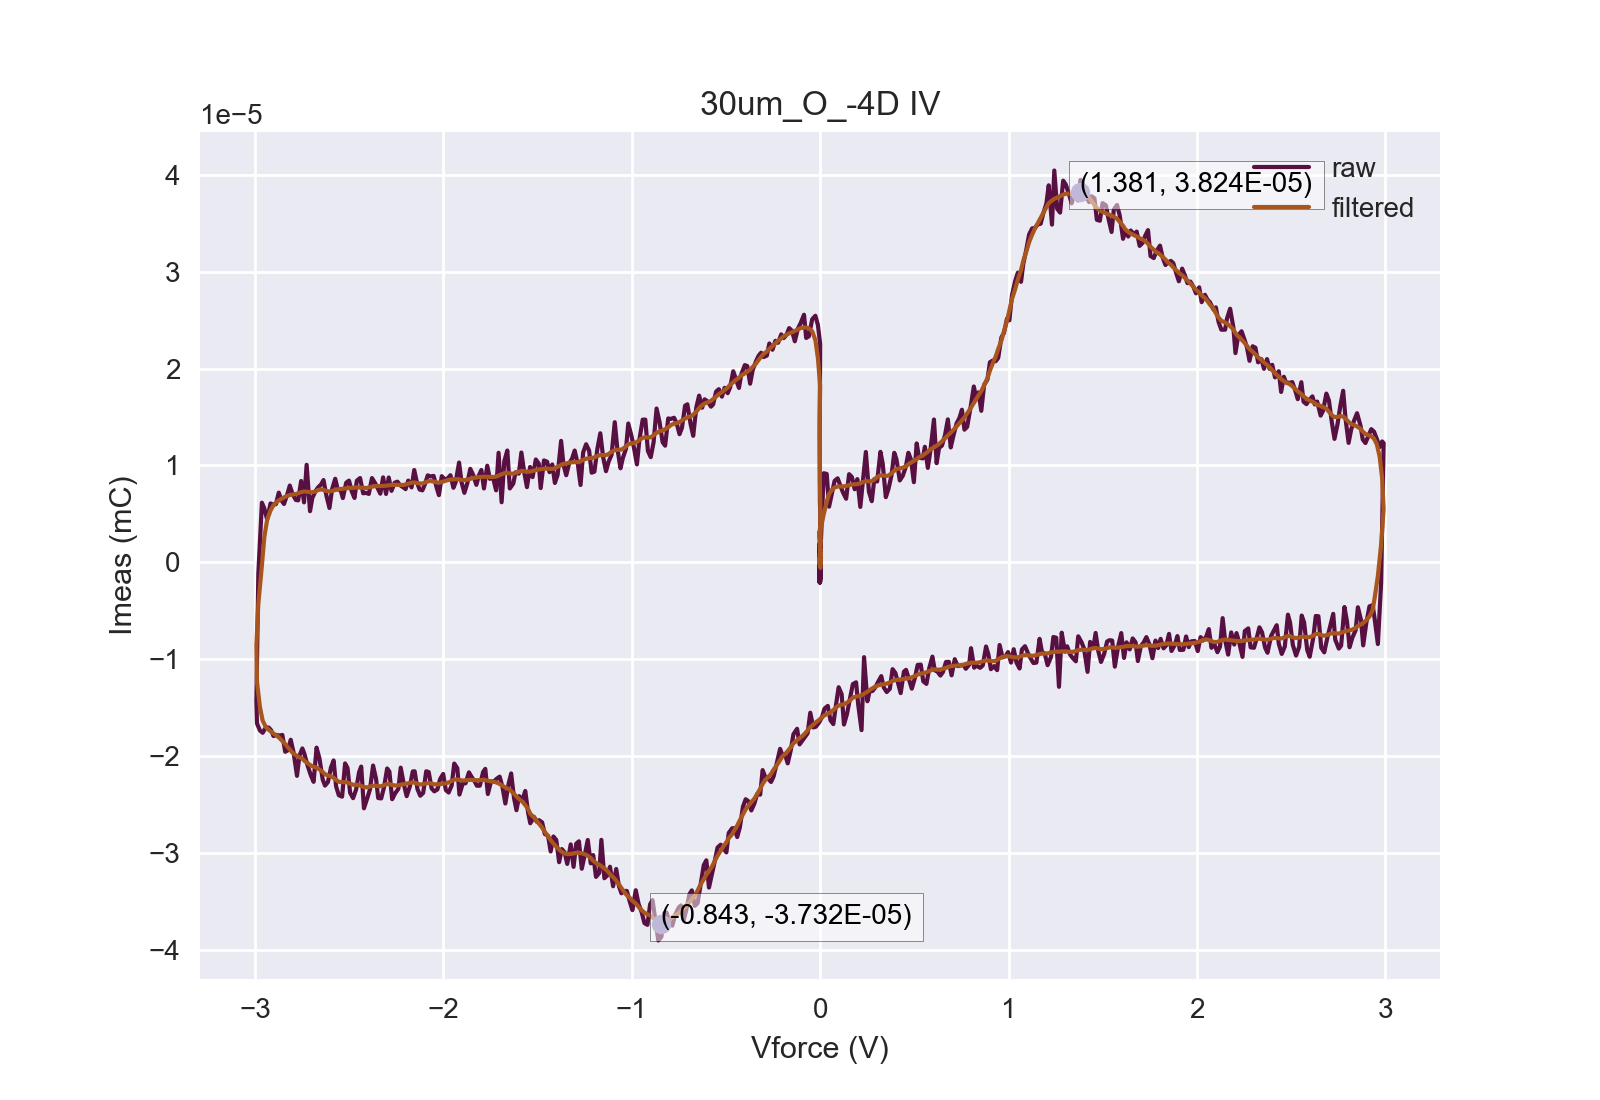 30um_O_-4D IV
1e−5
4
3
2
1
0
−1
−2
−3
−4
Imeas (mC)
(1.381, 3.824E-05)
raw
filtered
(-0.843, -3.732E-05)
−3 −2 −1 0 1 2 3
Vforce (V)